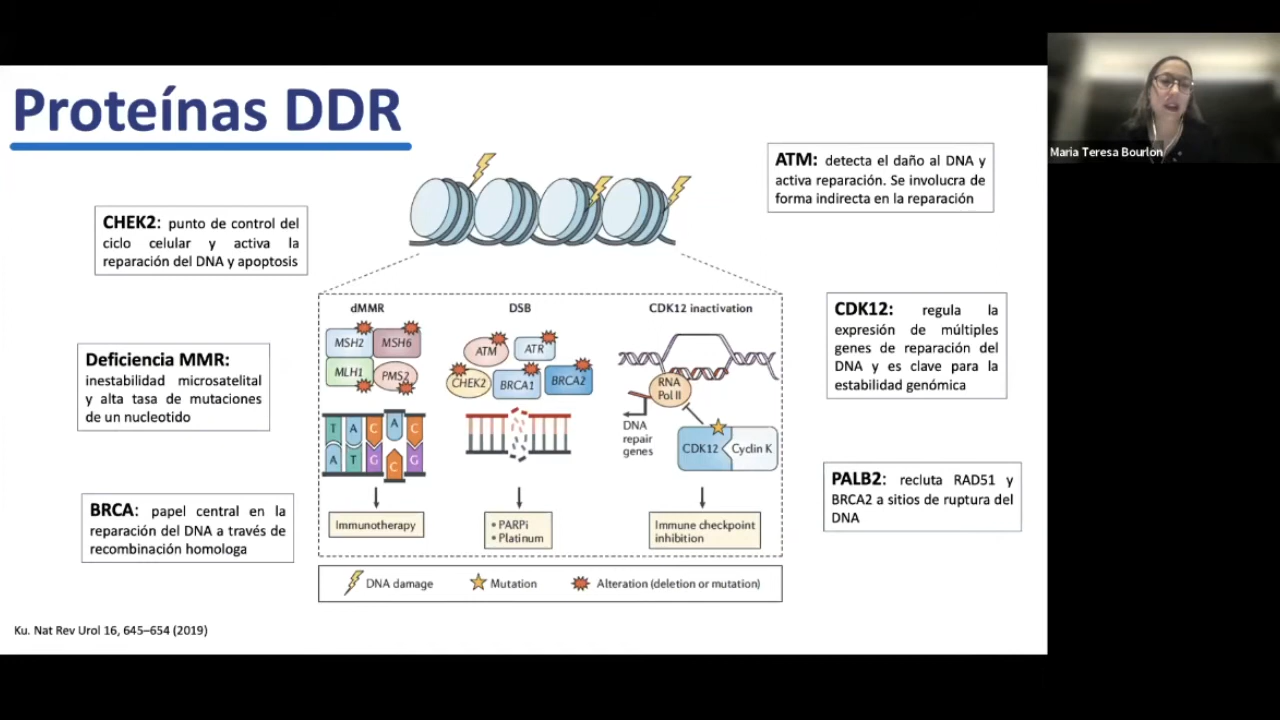 Proteínas DDR
Maria Teresa Bourlon
ATM: detecta el daño al DNA y
activa reparación. Se involucra de
forma indirecta en la reparación
CHEK2: punto de control del
ciclo celular y activa la
reparación del DNA y apoptosis
Deficiencia MMR:
inestabilidad microsatelital
y alta tasa de mutaciones
de un nucleotido
BRCA: papel central en la
reparación del DNA a través de
recombinación homologa
dMMR
MSH2 MSH6
MLH1 PMS2
T A C A C
A T G C G
Immunotherapy
DSB
ATM ATR
CHEK2 BRCA1 BRCA2
• PARPi
• Platinum
CDK12 inactivation
RNA
Pol II
DNA
repair
genes
CDK12 Cyclin K
Immune checkpoint
inhibition
DNA damage Mutation Alteration (deletion or mutation)
CDK12: regula la
expresión de múltiples
genes de reparación del
DNA y es clave para la
estabilidad genómica
PALB2: recluta RAD51 y
BRCA2 a sitios de ruptura del
DNA
Ku. Nat Rev Urol 16, 645–654 (2019)